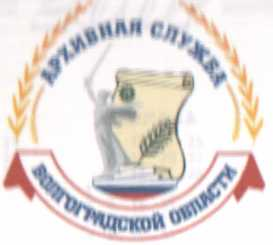 АРХИВНАЯ СЛУЖБА
ВОЛГОГРАДСКОЙ ОБЛАСТИ